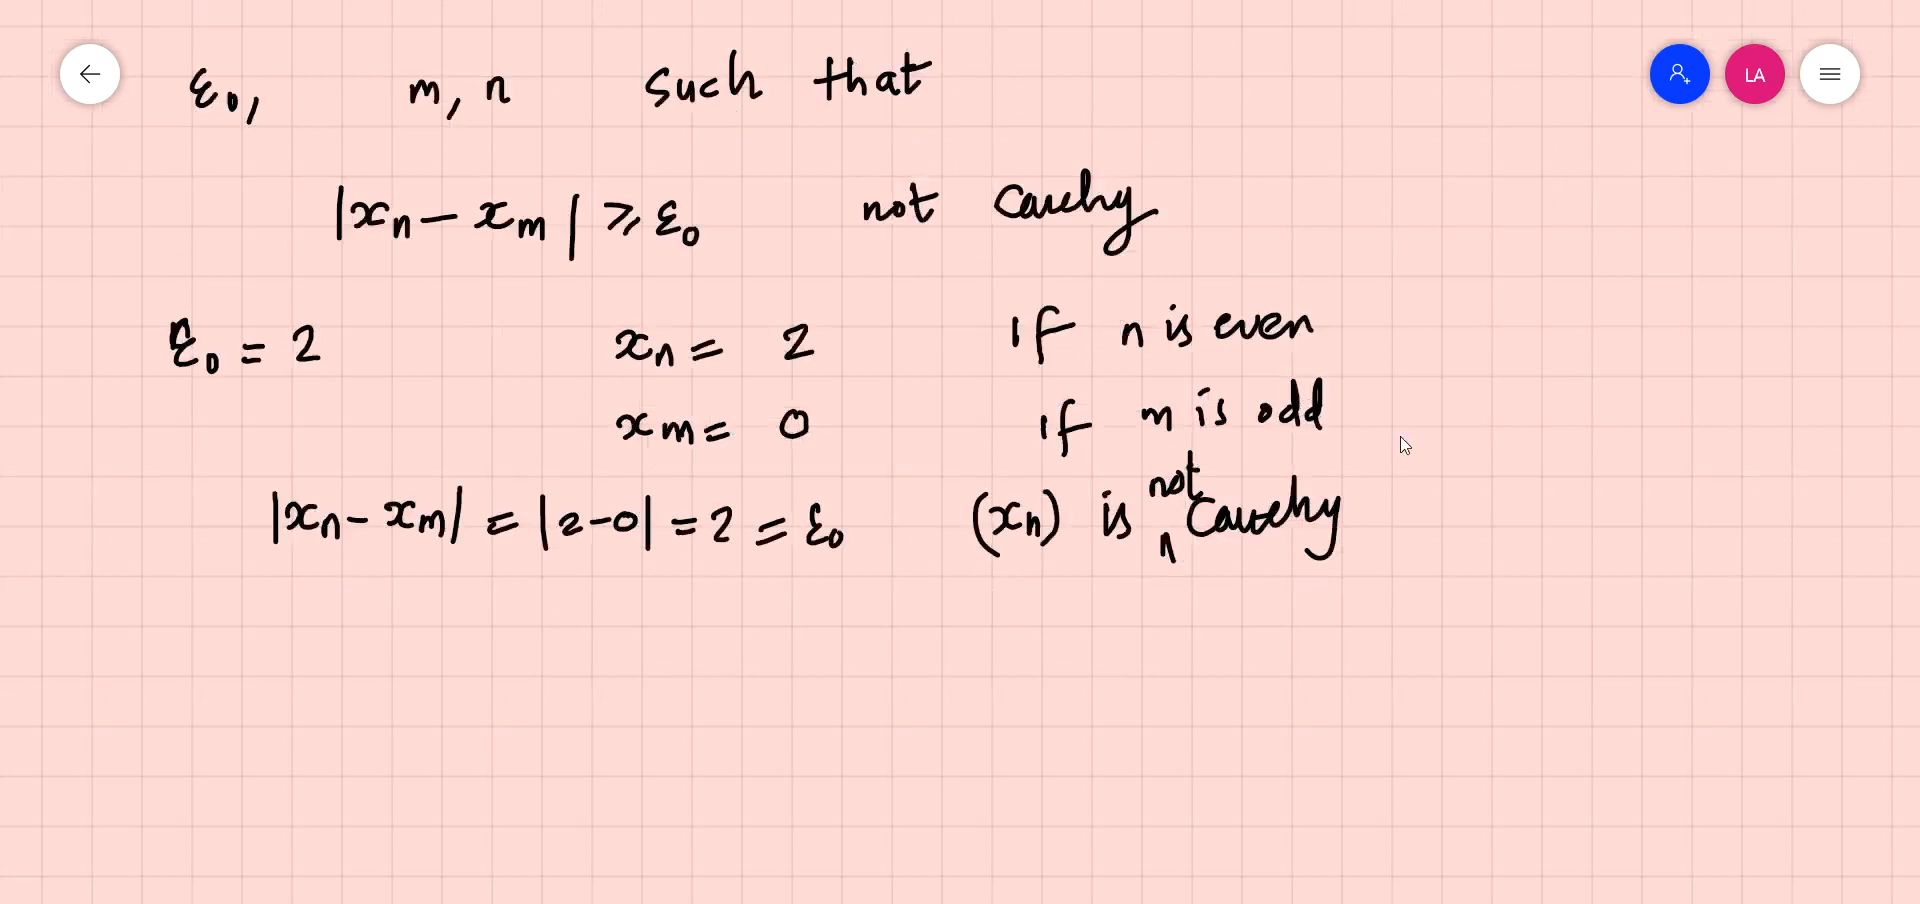 ε₀, m, n such that
LA
|xₙ - xₘ| ≥ ε₀ not Cauchy
ε₀ = 2 xₙ = 2 if n is even
xₘ = 0 if m is odd
|xₙ - xₘ| = |2-0| = 2 = ε₀ (xₙ) is not Cauchy